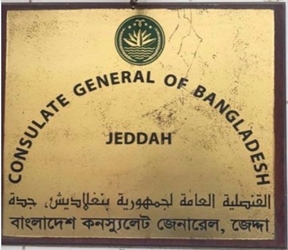 CONSULATE GENERAL OF BANGLADESH
JEDDAH
القنصلية العامة لجمهورية بنغلاديش، جدة
বাংলাদেশ কনস্যুলেট জেনারেল, জেদ্দা